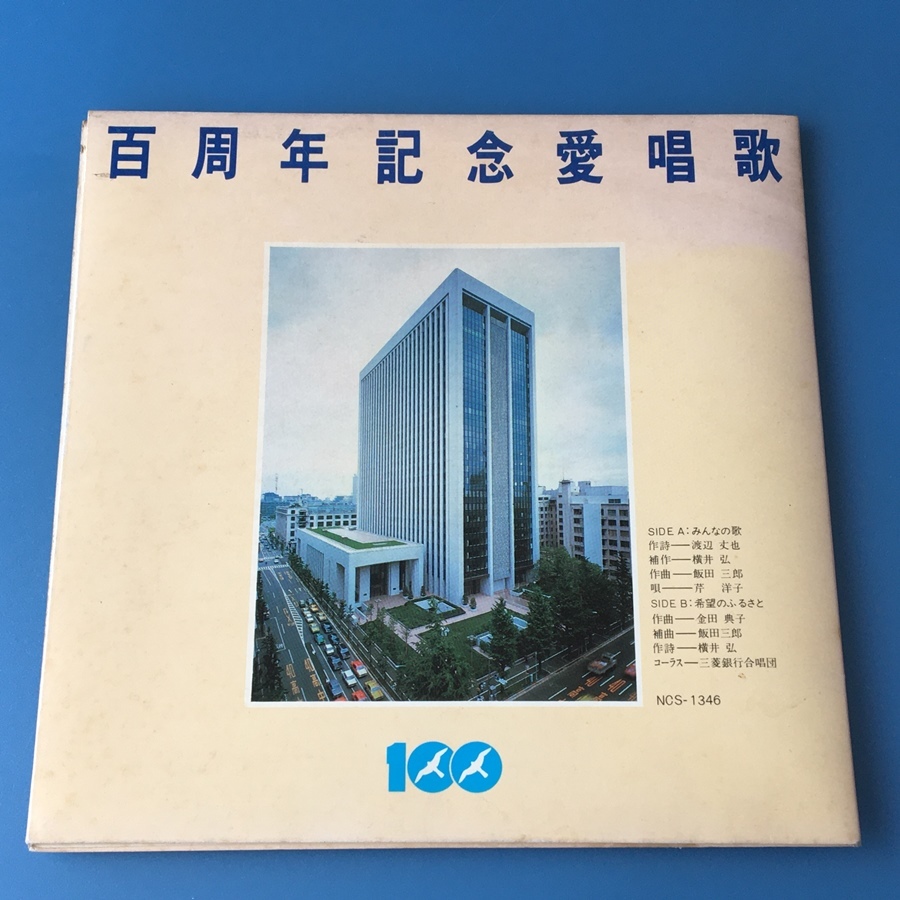 百周年記念愛唱歌
SIDE A:みんなの歌
作詩━渡辺 丈也
補作━横井 弘
作曲━飯田 三郎
唄━━芹 洋子
SIDE B:希望のふるさと
作曲━金田 典子
補曲━飯田三郎
作詩━横井 弘
コーラス━三菱銀行合唱団
NCS-1346
100